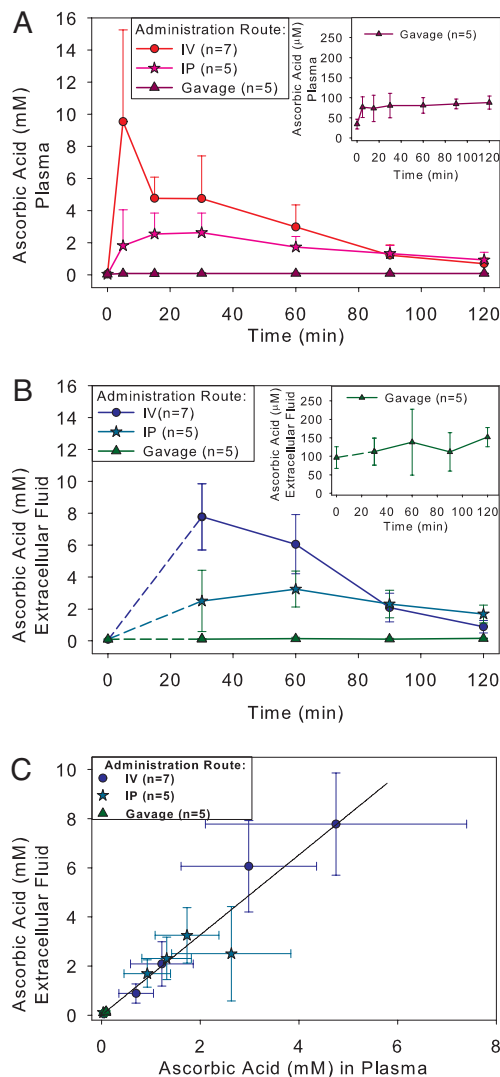 A
Ascorbic Acid (mM)
Plasma
16
14
12
10
8
6
4
2
0
Administration Route:
IV (n=7)
IP (n=5)
Gavage (n=5)
Ascorbic Acid (µM)
Plasma
250
200
150
100
50
0
Gavage (n=5)
0 20 40 60 80 100 120
Time (min)
0 20 40 60 80 100 120
Time (min)
B
Ascorbic Acid (mM)
Extracellular Fluid
16
14
12
10
8
6
4
2
0
Administration Route:
IV(n=7)
IP (n=5)
Gavage (n=5)
Ascorbic Acid (µM)
Extracellular Fluid
250
200
150
100
50
0
Gavage (n=5)
0 20 40 60 80 100 120
Time (min)
0 20 40 60 80 100 120
Time (min)
C
Ascorbic Acid (mM)
Extracellular Fluid
10
8
6
4
2
0
Administration Route:
IV (n=7)
IP (n=5)
Gavage (n=5)
0 2 4 6 8
Ascorbic Acid (mM) in Plasma